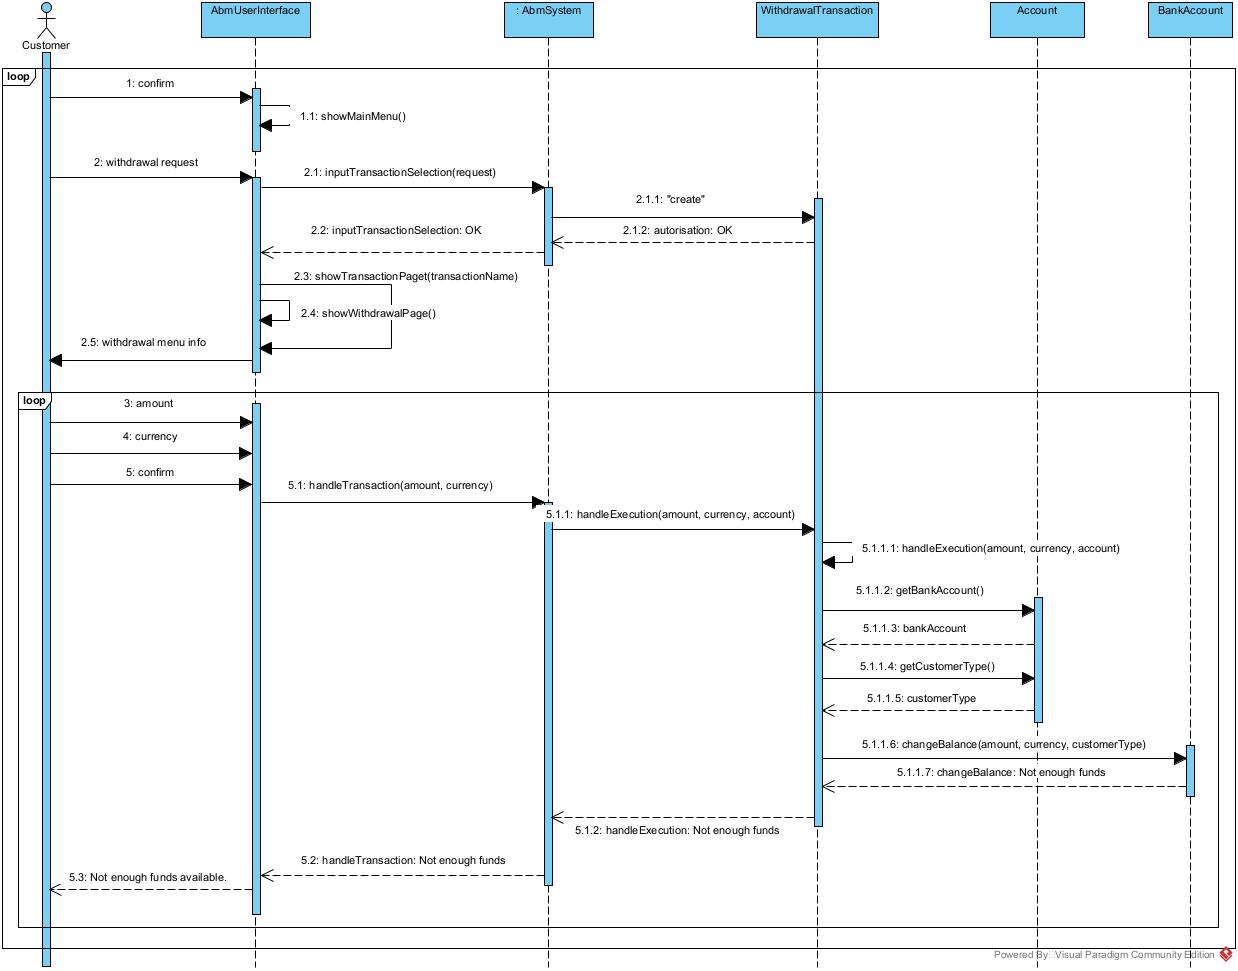 AbmUserInterface
: AbmSystem
WithdrawalTransaction
Account
BankAccount
Customer
loop
1: confirm
1.1: showMainMenu()
2: withdrawal request
2.1: inputTransactionSelection(request)
2.1.1: "create"
2.1.2: autorisation: OK
2.2: inputTransactionSelection: OK
2.3: showTransactionPaget(transactionName)
2.4: showWithdrawalPage()
2.5: withdrawal menu info
loop
3: amount
4: currency
5: confirm
5.1: handleTransaction(amount, currency)
5.1.1: handleExecution(amount, currency, account)
5.1.1.1: handleExecution(amount, currency, account)
5.1.1.2: getBankAccount()
5.1.1.3: bankAccount
5.1.1.4: getCustomerType()
5.1.1.5: customerType
5.1.1.6: changeBalance(amount, currency, customerType)
5.1.1.7: changeBalance: Not enough funds
5.1.2: handleExecution: Not enough funds
5.2: handleTransaction: Not enough funds
5.3: Not enough funds available.
Powered By Visual Paradigm Community Edition